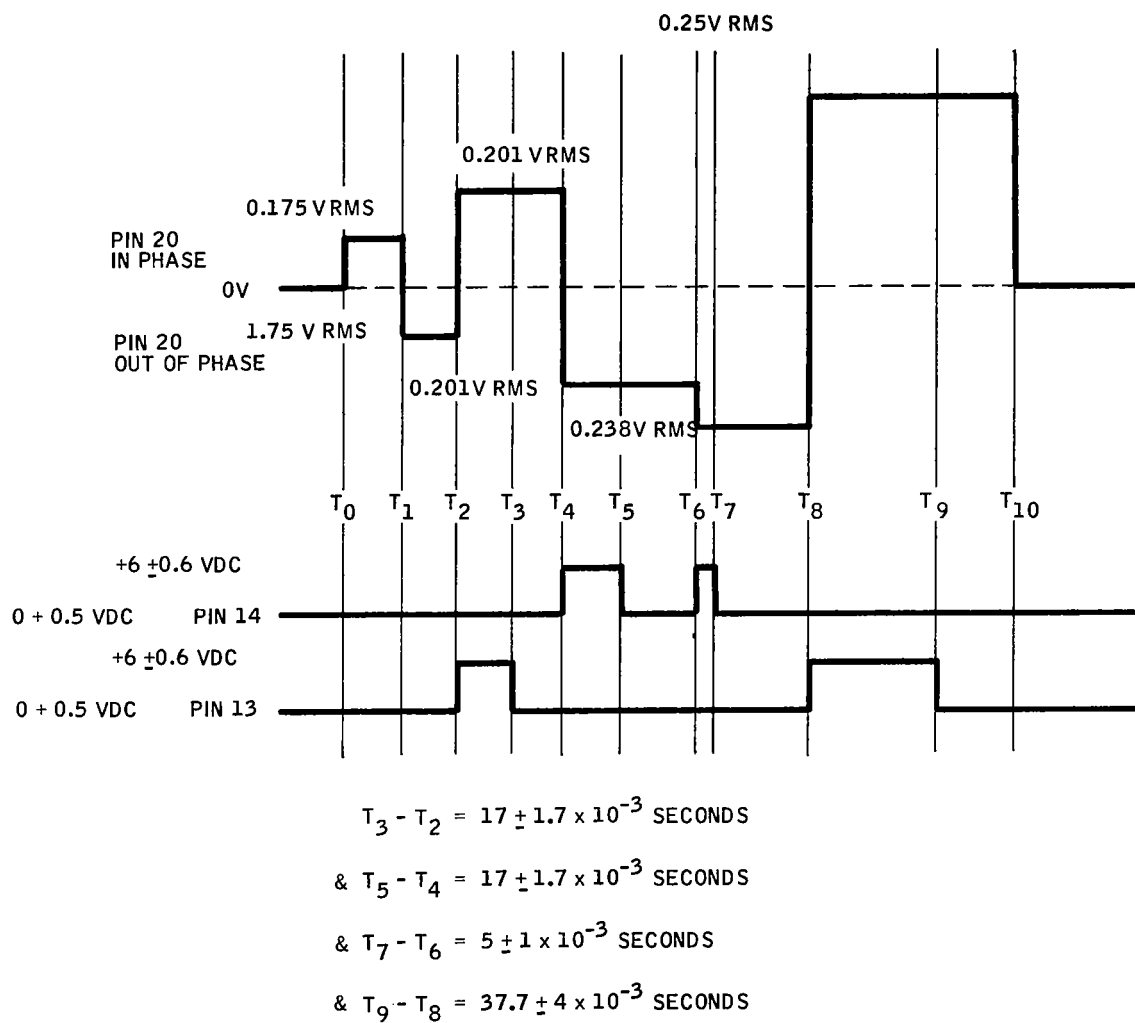 0.25V RMS
0.201 V RMS
0.175 V RMS
PIN 20
IN PHASE
0V
1.75 V RMS
PIN 20
OUT OF PHASE
0.201V RMS
0.238V RMS
T0 T1 T2 T3 T4 T5 T6 T7 T8 T9 T10
+6 ±0.6 VDC
0 + 0.5 VDC PIN 14
+6 ±0.6 VDC
0 + 0.5 VDC PIN 13
T3 - T2 = 17 ± 1.7 x 10^-3 SECONDS
& T5 - T4 = 17 ± 1.7 x 10^-3 SECONDS
& T7 - T6 = 5 ± 1 x 10^-3 SECONDS
& T9 - T8 = 37.7 ± 4 x 10^-3 SECONDS